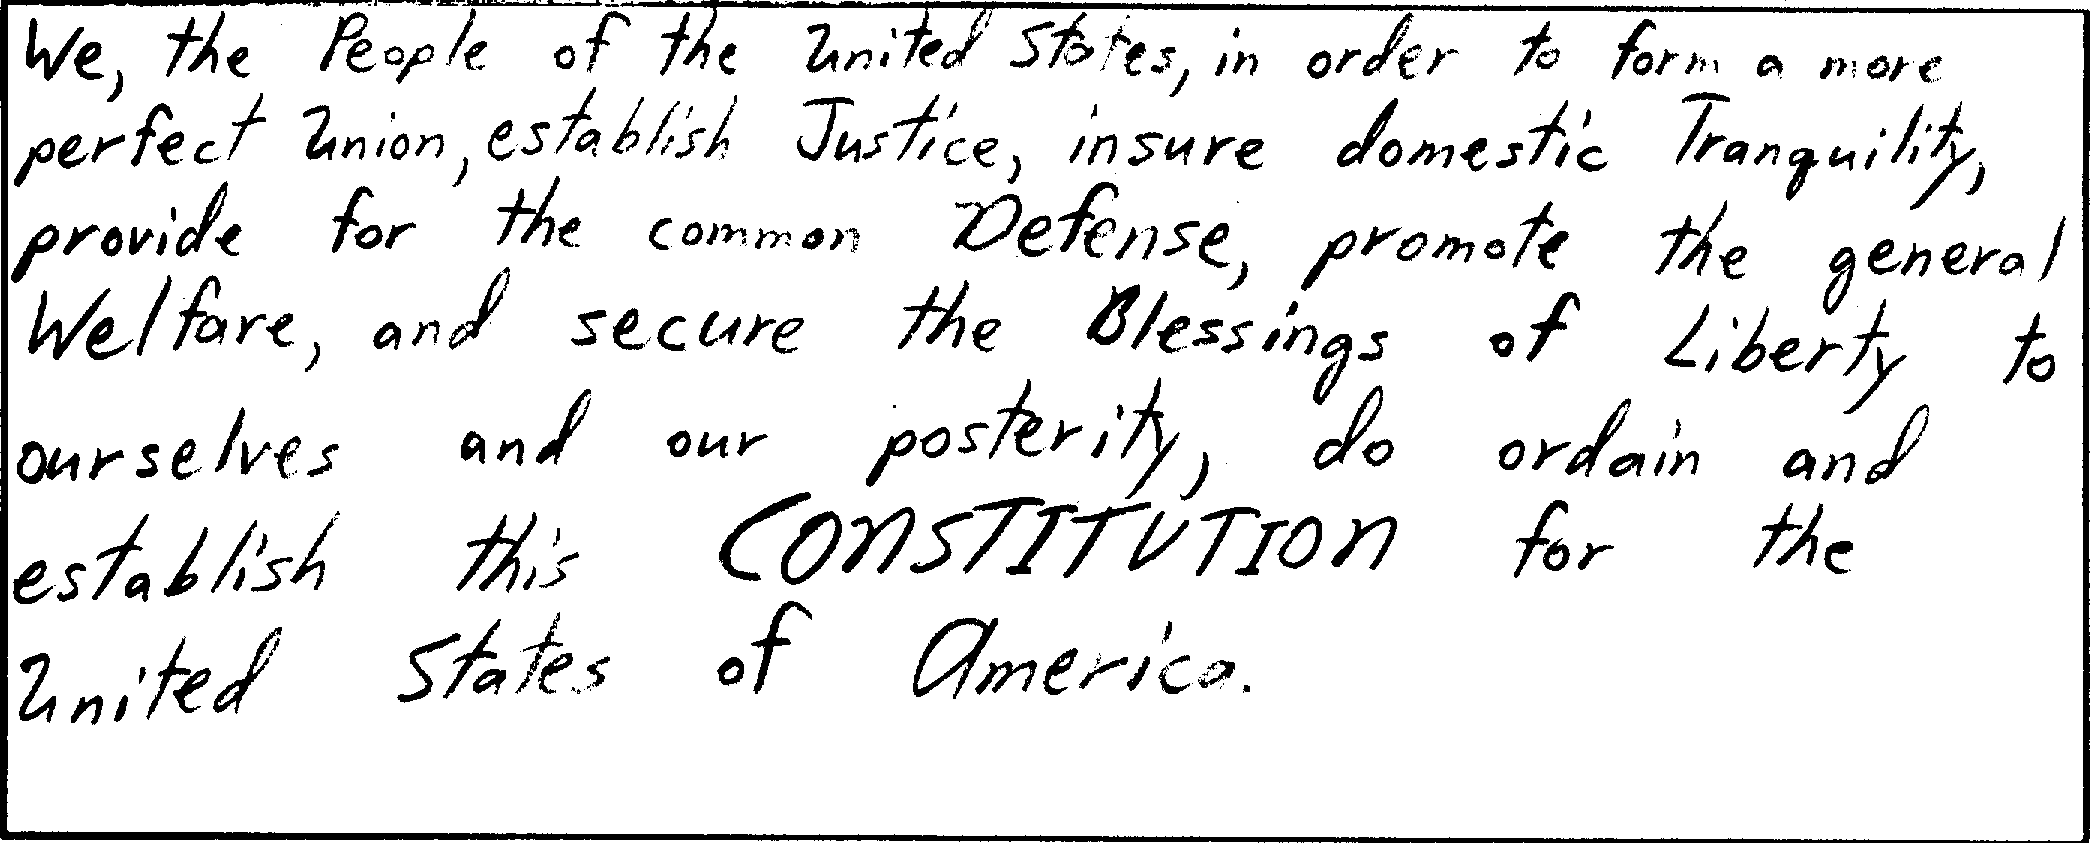 We, the People of the United States, in order to form a more
perfect Union, establish Justice, insure domestic Tranquility,
provide for the common Defense, promote the general
Welfare, and secure the Blessings of Liberty to
ourselves and our posterity, do ordain and
establish this CONSTITUTION for the
United States of America.